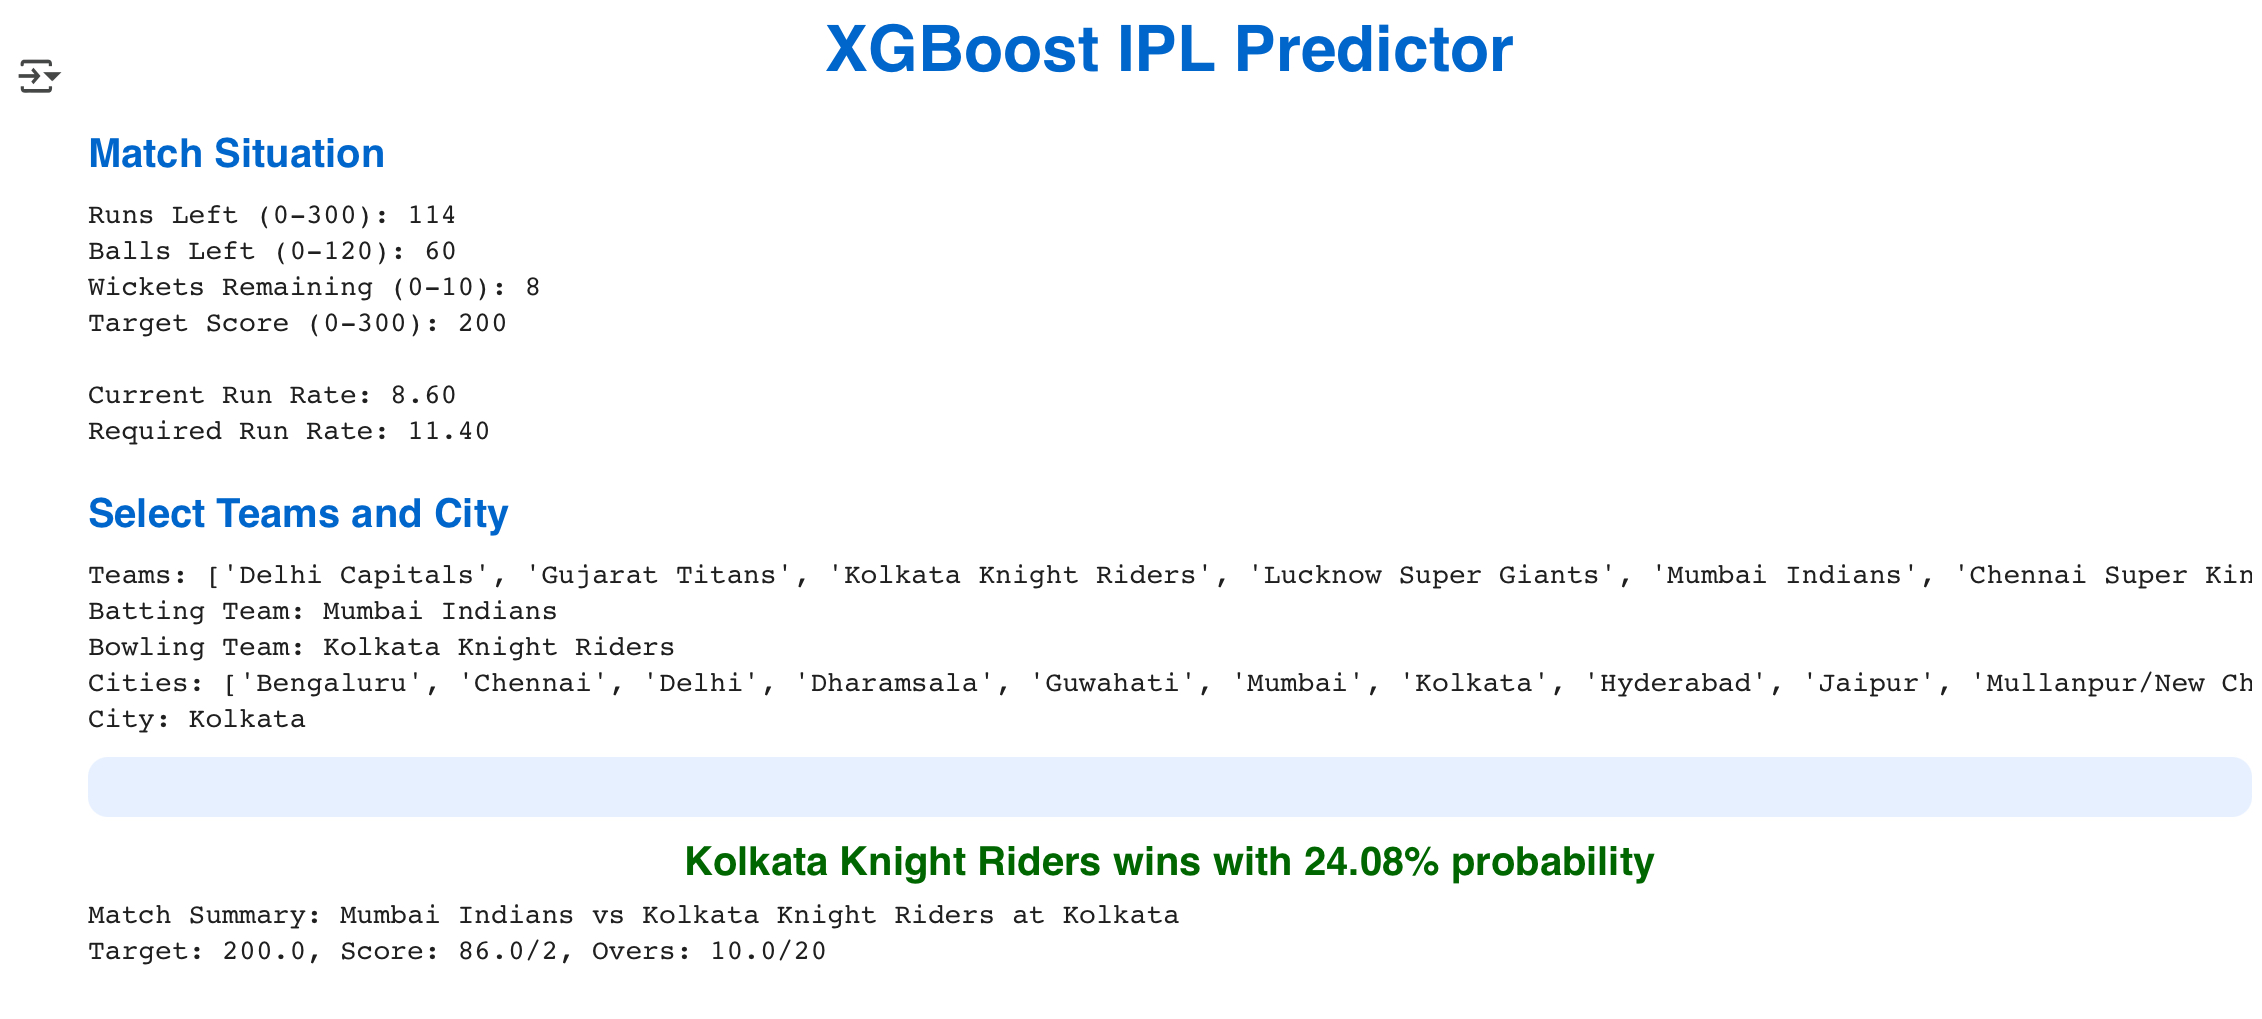 XGBoost IPL Predictor
Match Situation
Runs Left (0-300): 114
Balls Left (0-120): 60
Wickets Remaining (0-10): 8
Target Score (0-300): 200
Current Run Rate: 8.60
Required Run Rate: 11.40
Select Teams and City
Teams: ['Delhi Capitals', 'Gujarat Titans', 'Kolkata Knight Riders', 'Lucknow Super Giants', 'Mumbai Indians', 'Chennai Super Kin
Batting Team: Mumbai Indians
Bowling Team: Kolkata Knight Riders
Cities: ['Bengaluru', 'Chennai', 'Delhi', 'Dharamsala', 'Guwahati', 'Mumbai', 'Kolkata', 'Hyderabad', 'Jaipur', 'Mullanpur/New Ch
City: Kolkata
Kolkata Knight Riders wins with 24.08% probability
Match Summary: Mumbai Indians vs Kolkata Knight Riders at Kolkata
Target: 200.0, Score: 86.0/2, Overs: 10.0/20